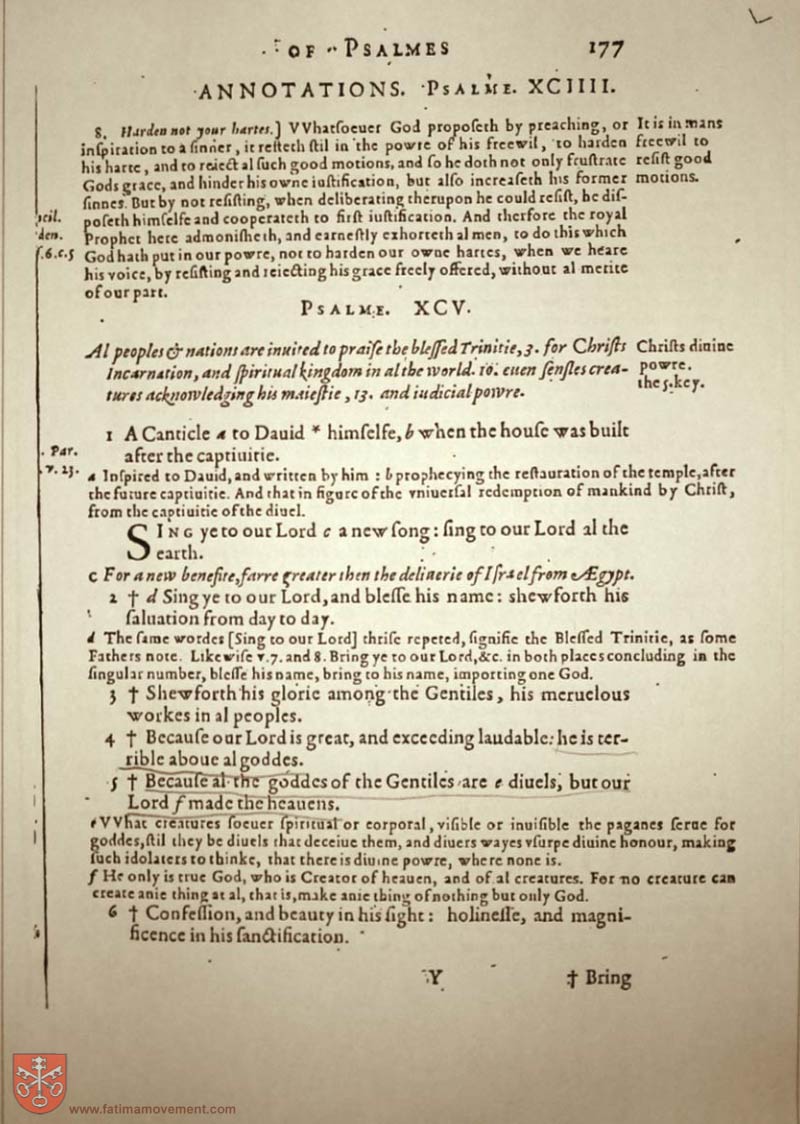 OF PSALMES 177
ANNOTATIONS. PSALME. XCIIII.
8. Harden not your hartes.] VVhatſoeuer God propoſeth by preaching, or
inſpiration to a ſinner, it reſteth ſtil in the powre of his freewil, to harden
his harte, and to reiect al ſuch good motions, and ſo he doth not only fruſtrate
Gods grace, and hinder his owne iuſtification, but alſo increaſeth his former
ſinnes. But by not reſiſting, when deliberating therupon he could reſiſt, he diſ-
poſeth himſelfe and cooperateth to firſt iuſtification. And therfore the royal
Prophet here admoniſheth, and earneſtly exhorteth al men, to do this which
God hath put in our powre, not to harden our owne hartes, when we heare
his voice, by reſiſting and reiecting his grace freely offered, without al merite
of our part.
It is in mans
freewil to
reſiſt good
motions.
den.
ſ.6.c.5
PSALME. XCV.
Al peoples & nations are inuited to praiſe the bleſſed Trinitie, 3. for Chriſts
Incarnation, and ſpiritual kingdom in al the world. 10. euen ſenſles crea-
tures acknowledging his maieſtie, 13. and iudicial powre.
Chriſts diuine
powre.
the 5. key.
1 A Canticle a to Dauid * himſelfe, b when the houſe was built
after the captiuitie.
Par.
v. 23.
a Inſpired to Dauid, and written by him : b prophecying the reſtauration of the temple, after
the future captiuitie. And that in figure of the vniuerſal redemption of mankind by Chriſt,
from the captiuitie of the diuel.
SING ye to our Lord c a new ſong: ſing to our Lord al the
earth.
c For a new benefite, farre greater then the deliuerie of Iſrael from Ægypt.
2 † d Sing ye to our Lord, and bleſſe his name: shewforth his
ſaluation from day to day.
d The ſame wordes [Sing to our Lord] thriſe repeted, ſignifie the Bleſſed Trinitie, as ſome
Fathers note. Likewiſe v. 7. and 8. Bring ye to our Lord, &c. in both places concluding in the
ſingular number, bleſſe his name, bring to his name, importing one God.
3 † Shewforth his glorie among the Gentiles, his meruelous
workes in al peoples.
4 † Becauſe our Lord is great, and exceeding laudable: he is ter-
rible aboue al goddes.
5 † Becauſe al the goddes of the Gentiles are e diuels, but our
Lord f made the heauens.
e VVhat creatures ſoeuer ſpiritual or corporal, viſible or inuiſible the paganes ſerue for
goddes, ſtil they be diuels that deceiue them, and diuers wayes vſurpe diuine honour, making
ſuch idolaters to thinke, that there is diuine powre, where none is.
f He only is true God, who is Creator of heauen, and of al creatures. For no creature can
create anie thing at al, that is, make anie thing of nothing but only God.
6 † Confeſſion, and beauty in his ſight: holineſſe, and magni-
ficence in his ſanctification.
Y † Bring
www.fatimamovement.com